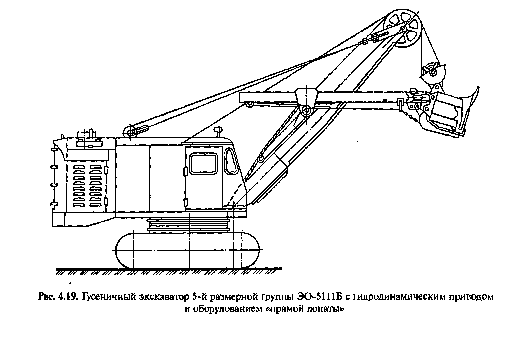 Рис. 4.19. Гусеничный экскаватор 5-й размерной группы ЭО-5111Б с гидродинамическим приводом
и оборудованием «прямой лопаты»